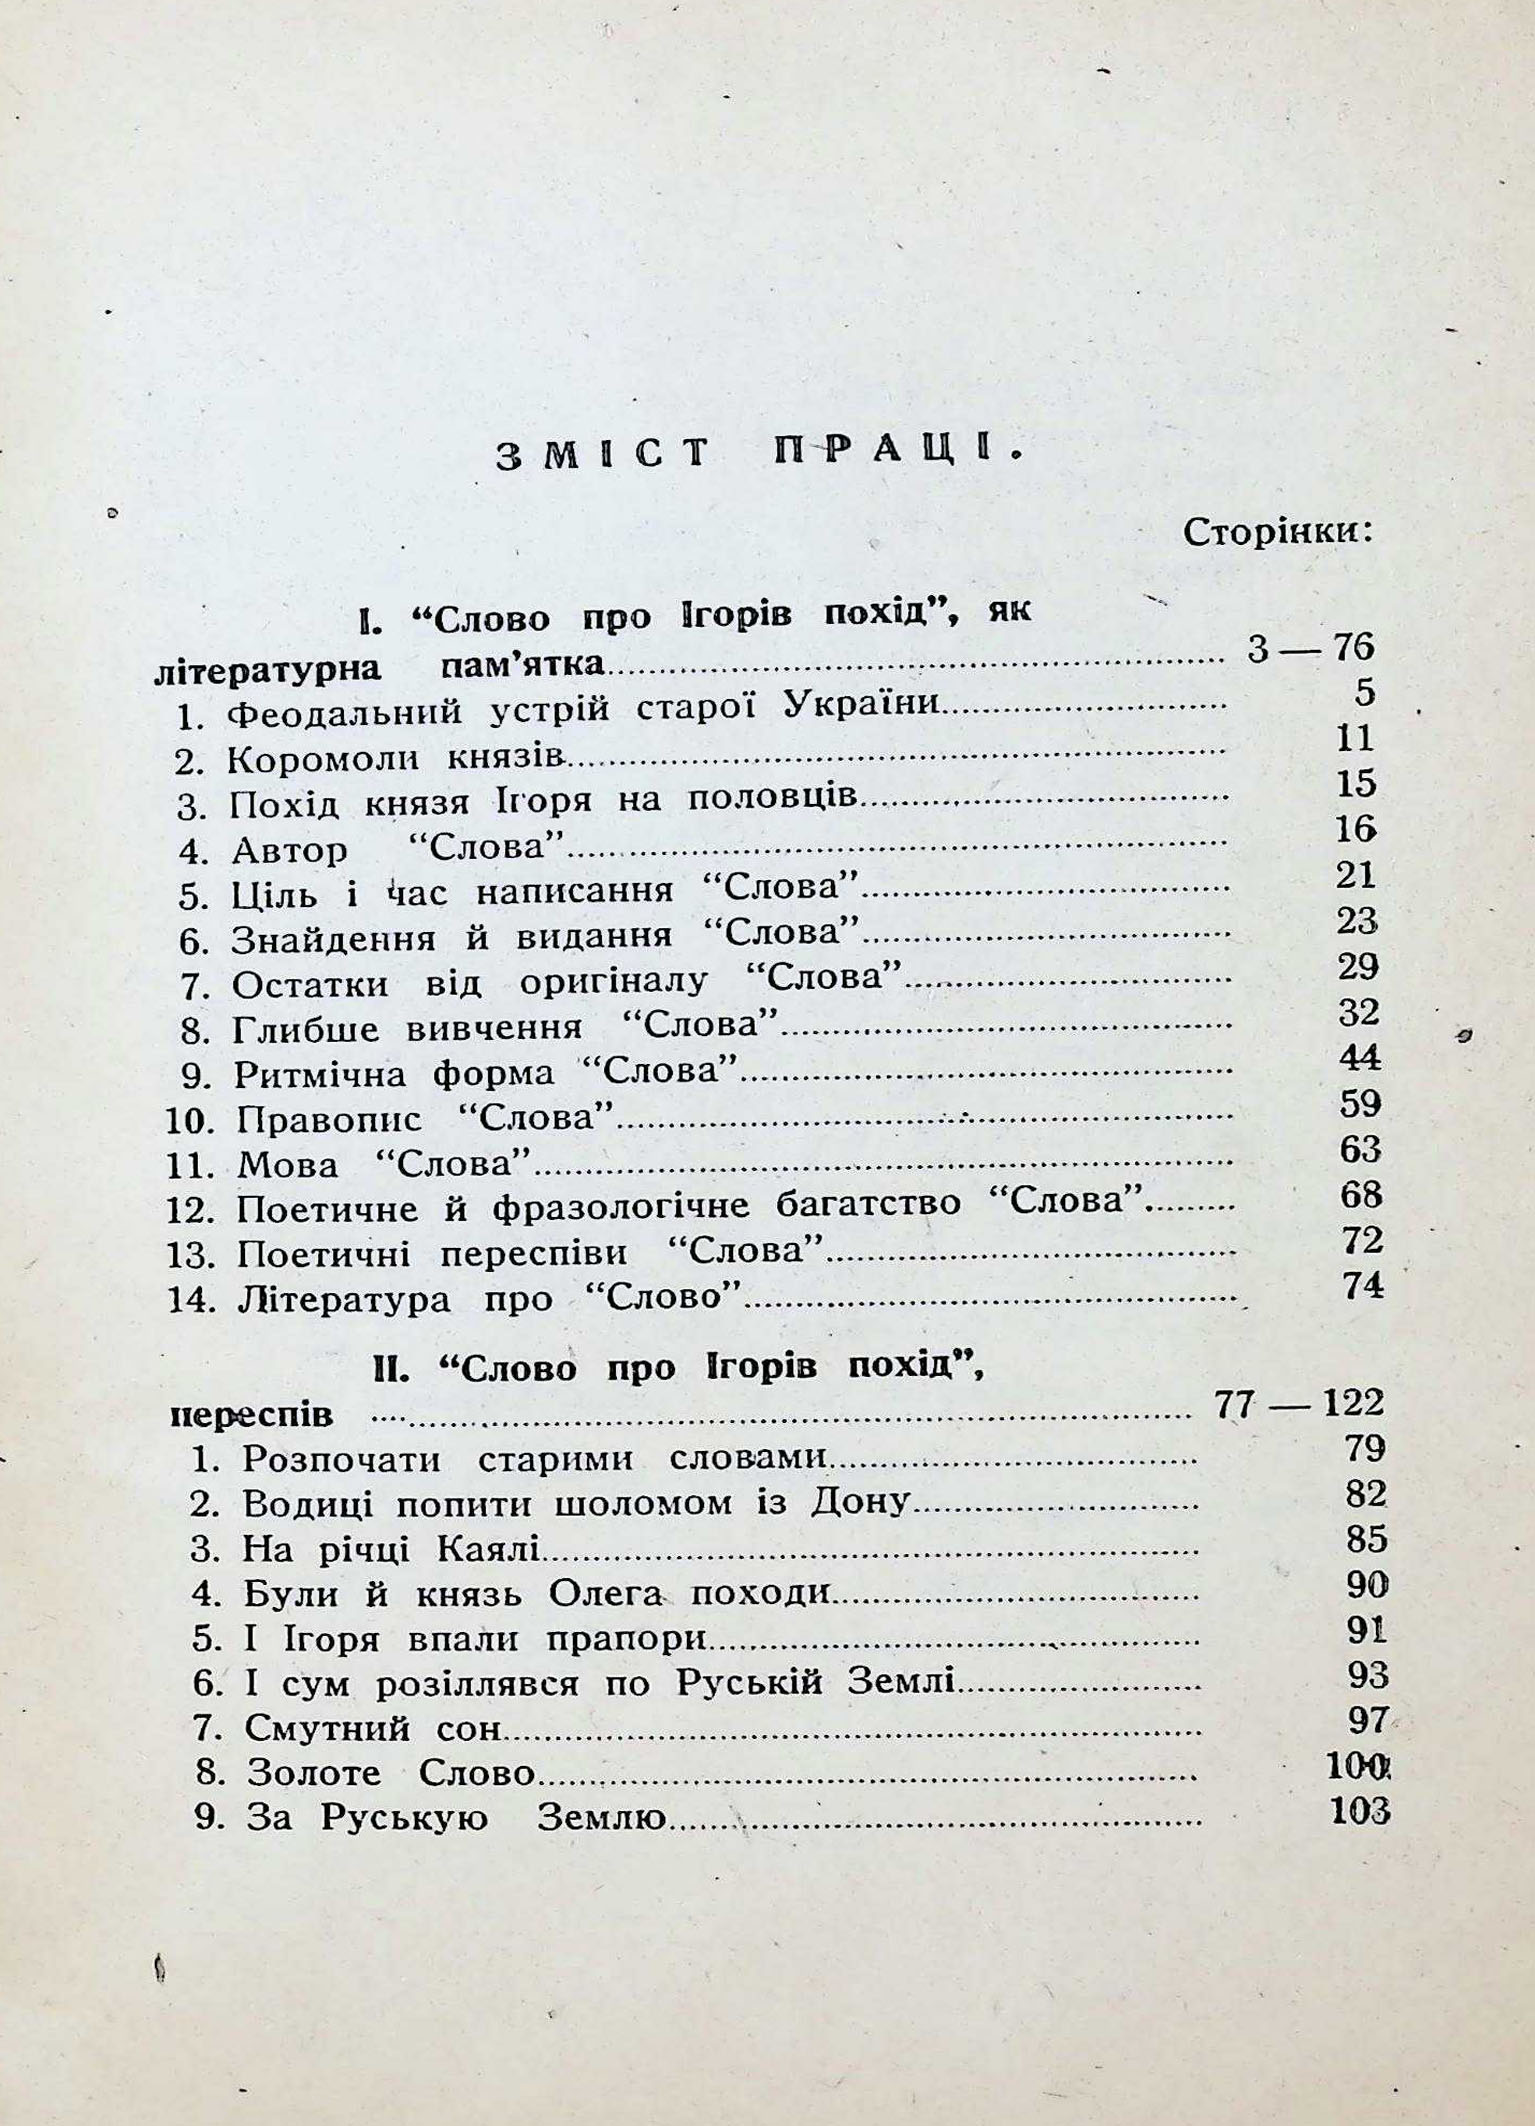 ЗМІСТ ПРАЦІ.
Сторінки:
І. “Слово про Ігорів похід”, як
літературна пам’ятка.......... 3 — 76
1. Феодальний устрій старої України.......... 5
2. Коромоли князів.......... 11
3. Похід князя Ігоря на половців.......... 15
4. Автор “Слова”.......... 16
5. Ціль і час написання “Слова”.......... 21
6. Знайдення й видання “Слова”.......... 23
7. Остатки від оригіналу “Слова”.......... 29
8. Глибше вивчення “Слова”.......... 32
9. Ритмічна форма “Слова”.......... 44
10. Правопис “Слова”.......... 59
11. Мова “Слова”.......... 63
12. Поетичне й фразологічне багатство “Слова”.......... 68
13. Поетичні переспіви “Слова”.......... 72
14. Література про “Слово”.......... 74
ІІ. “Слово про Ігорів похід”,
переспів .......... 77 — 122
1. Розпочати старими словами.......... 79
2. Водиці попити шоломом із Дону.......... 82
3. На річці Каялі.......... 85
4. Були й князь Олега походи.......... 90
5. І Ігоря впали прапори.......... 91
6. І сум розіллявся по Руській Землі.......... 93
7. Смутний сон.......... 97
8. Золоте Слово.......... 100
9. За Руськую Землю.......... 103